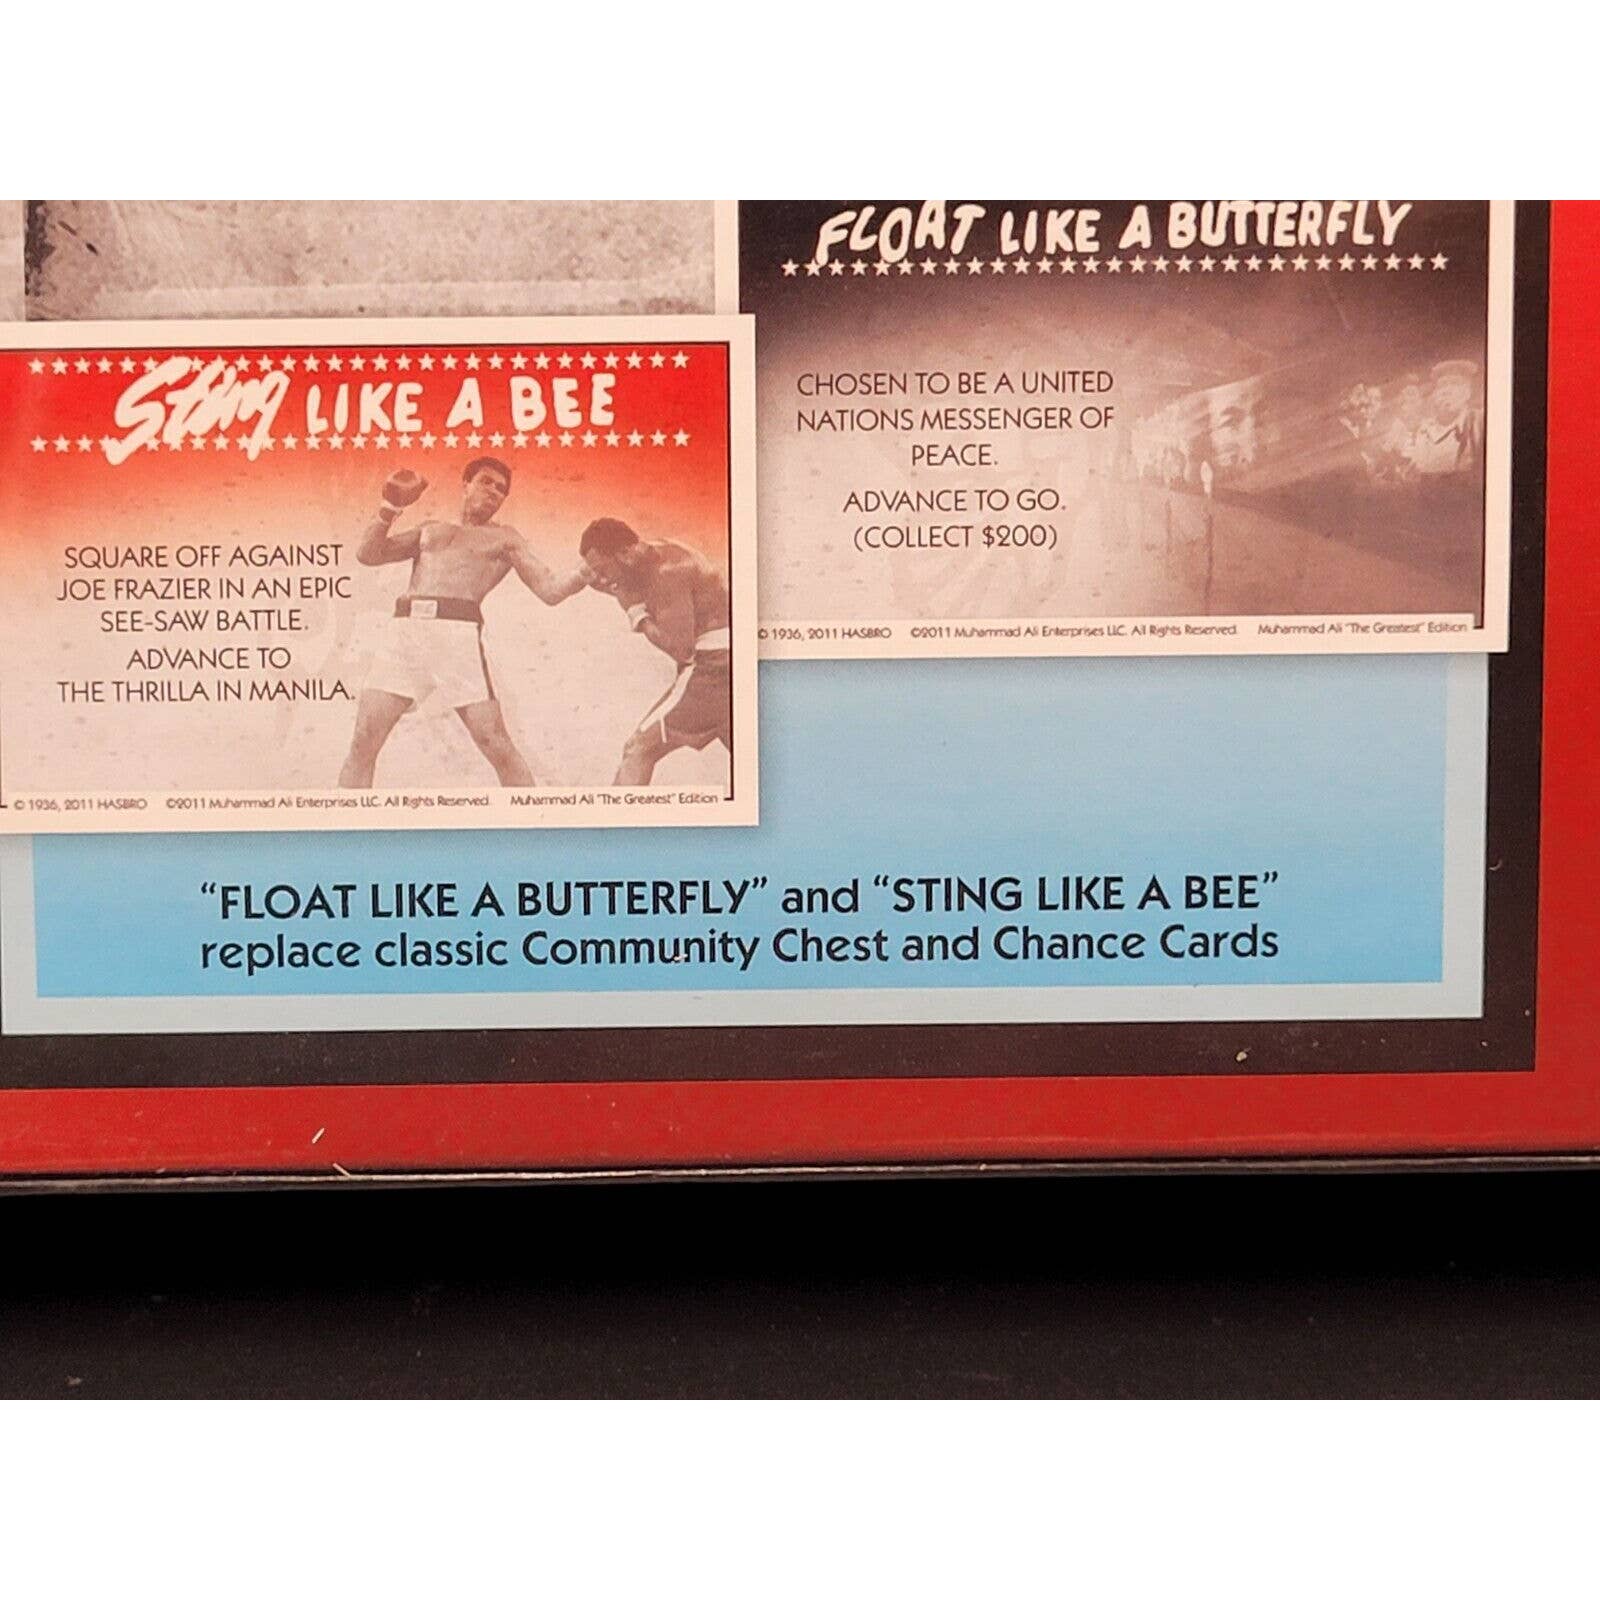 FLOAT LIKE A BUTTERFLY
CHOSEN TO BE A UNITED
NATIONS MESSENGER OF
PEACE.
ADVANCE TO GO.
(COLLECT $200)
© 1936, 2011 HASBRO ©2011 Muhammad Ali Enterprises LLC. All Rights Reserved. Muhammad Ali "The Greatest" Edition
Sting LIKE A BEE
SQUARE OFF AGAINST
JOE FRAZIER IN AN EPIC
SEE-SAW BATTLE.
ADVANCE TO
THE THRILLA IN MANILA.
© 1936, 2011 HASBRO ©2011 Muhammad Ali Enterprises LLC. All Rights Reserved. Muhammad Ali "The Greatest" Edition
“FLOAT LIKE A BUTTERFLY” and “STING LIKE A BEE”
replace classic Community Chest and Chance Cards